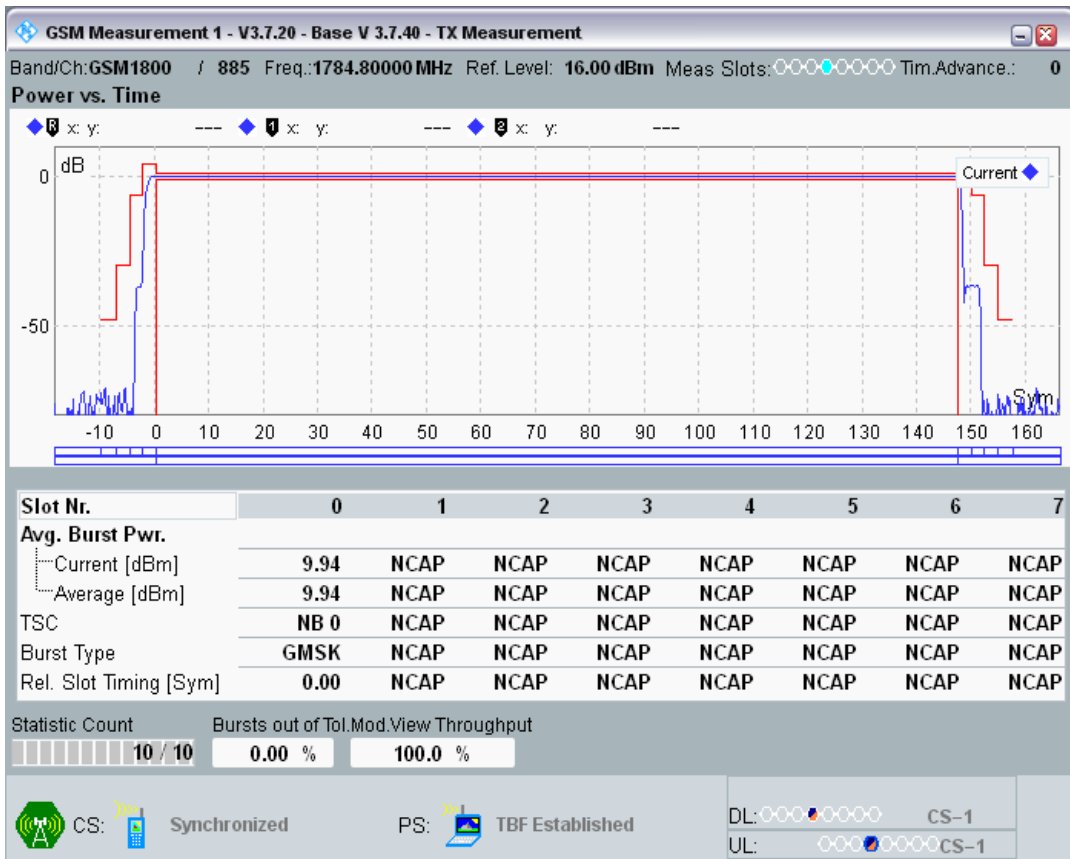 GSM Measurement 1 - V3.7.20 - Base V 3.7.40 - TX Measurement
Band/Ch:GSM1800 / 885 Freq.:1784.80000 MHz Ref. Level: 16.00 dBm Meas Slots: Tim.Advance.: 0
Power vs. Time
R x: y: --- 1 x: y: --- 2 x: y: ---
dB
Current
0
-50
Sym
-10 0 10 20 30 40 50 60 70 80 90 100 110 120 130 140 150 160
Slot Nr. 0 1 2 3 4 5 6 7
Avg. Burst Pwr.
Current [dBm] 9.94 NCAP NCAP NCAP NCAP NCAP NCAP NCAP
Average [dBm] 9.94 NCAP NCAP NCAP NCAP NCAP NCAP NCAP
TSC NB 0 NCAP NCAP NCAP NCAP NCAP NCAP NCAP
Burst Type GMSK NCAP NCAP NCAP NCAP NCAP NCAP NCAP
Rel. Slot Timing [Sym] 0.00 NCAP NCAP NCAP NCAP NCAP NCAP NCAP
Statistic Count Bursts out of Tol.Mod.View Throughput
10 / 10 0.00 % 100.0 %
CS: Synchronized PS: TBF Established
DL: CS-1
UL: CS-1